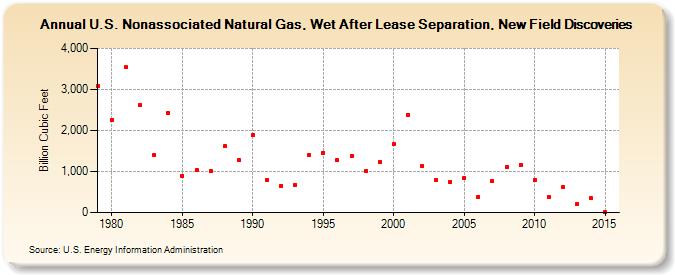 Annual U.S. Nonassociated Natural Gas, Wet After Lease Separation, New Field Discoveries
Billion Cubic Feet
4,000
3,000
2,000
1,000
0
1980 1985 1990 1995 2000 2005 2010 2015
Source: U.S. Energy Information Administration